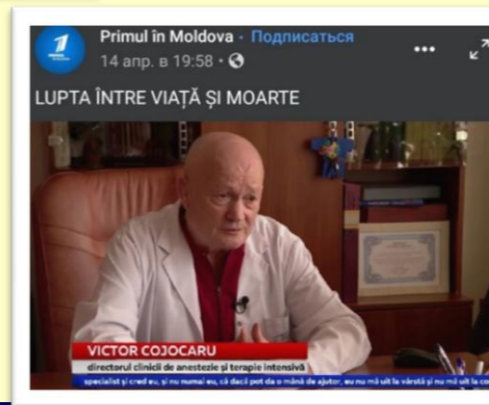 Primul în Moldova · Подписаться
14 апр. в 19:58 ·
LUPTA ÎNTRE VIAȚĂ ȘI MOARTE
VICTOR COJOCARU
directorul clinicii de anestezie și terapie intensivă
specialist și cred eu, și nu numai eu, că dacă pot da o mână de ajutor, eu nu mă uit la vârstă și nu mă uit la